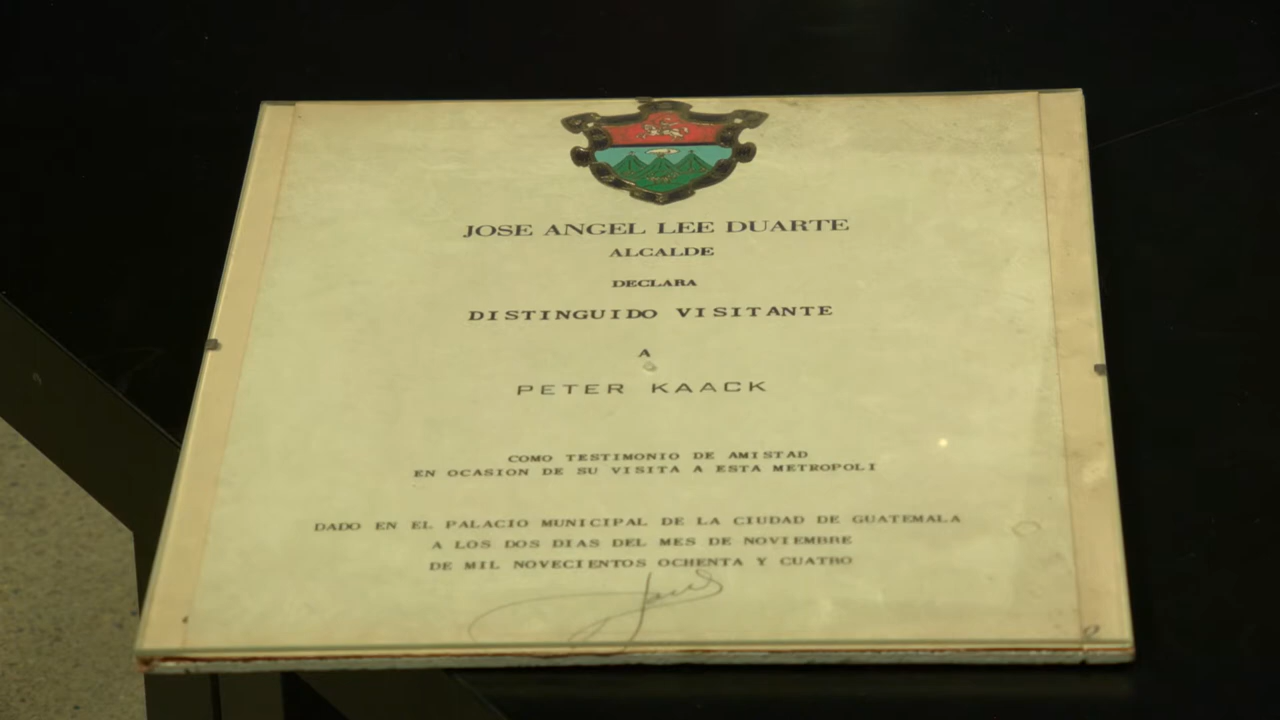 JOSE ANGEL LEE DUARTE
ALCALDE
DECLARA
DISTINGUIDO VISITANTE
A
PETER KAACK
COMO TESTIMONIO DE AMISTAD
EN OCASION DE SU VISITA A ESTA METROPOLI
DADO EN EL PALACIO MUNICIPAL DE LA CIUDAD DE GUATEMALA
A LOS DOS DIAS DEL MES DE NOVIEMBRE
DE MIL NOVECIENTOS OCHENTA Y CUATRO